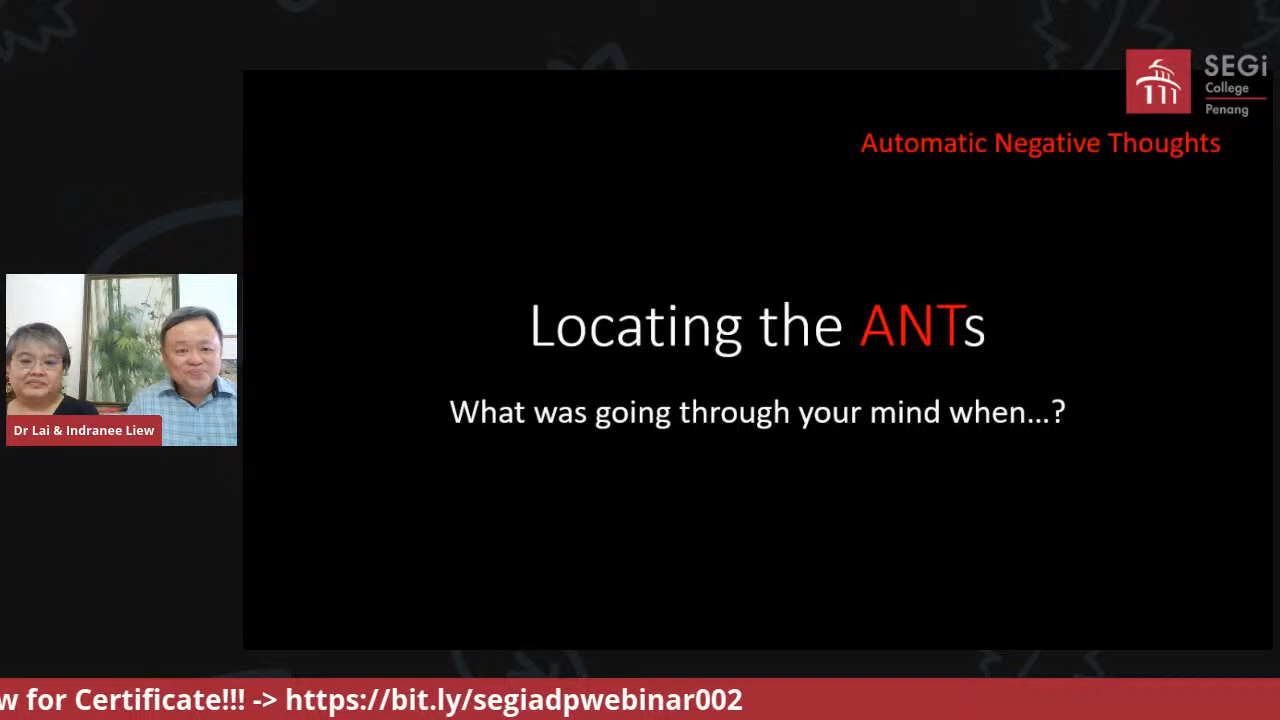 SEGi
College
Penang
Automatic Negative Thoughts
Locating the ANTs
What was going through your mind when...?
Dr Lai & Indranee Liew
w for Certificate!!! -> https://bit.ly/segiadpwebinar002